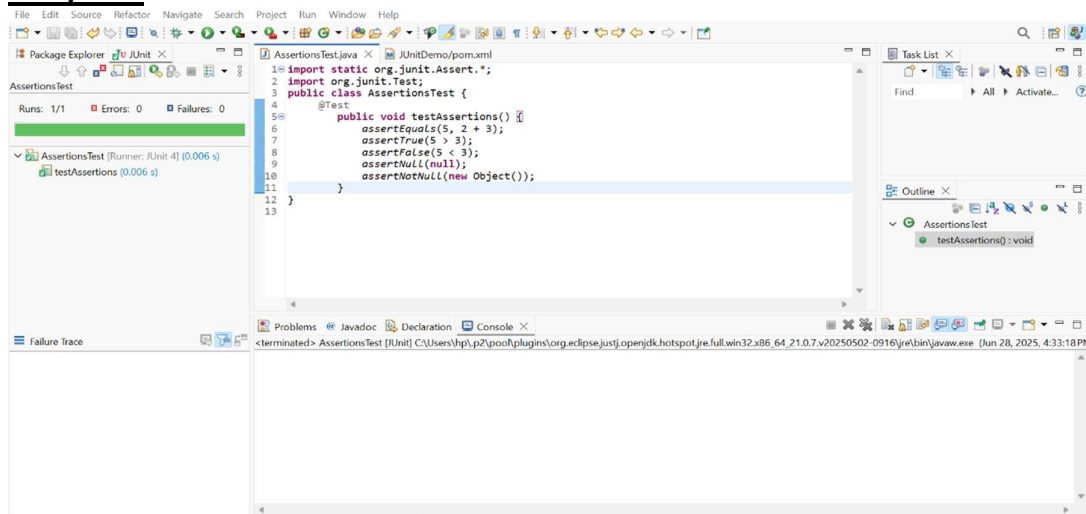 File Edit Source Refactor Navigate Search Project Run Window Help
Package Explorer JUnit
AssertionsTest
Runs: 1/1 Errors: 0 Failures: 0
AssertionsTest [Runner: JUnit 4] (0.006 s)
testAssertions (0.006 s)
Failure Trace
AssertionsTest.java JUnitDemo/pom.xml
1 import static org.junit.Assert.*;
2 import org.junit.Test;
3 public class AssertionsTest {
4 @Test
5 public void testAssertions() {
6 assertEquals(5, 2 + 3);
7 assertTrue(5 > 3);
8 assertFalse(5 < 3);
9 assertNull(null);
10 assertNotNull(new Object());
11 }
12 }
13
Problems Javadoc Declaration Console
<terminated> AssertionsTest [JUnit] C:\Users\hp\.p2\pool\plugins\org.eclipse.justj.openjdk.hotspot.jre.full.win32.x86_64_21.0.7.v20250502-0916\jre\bin\javaw.exe (Jun 28, 2025, 4:33:18 PM
Task List
Find All Activate...
Outline
AssertionsTest
testAssertions() : void